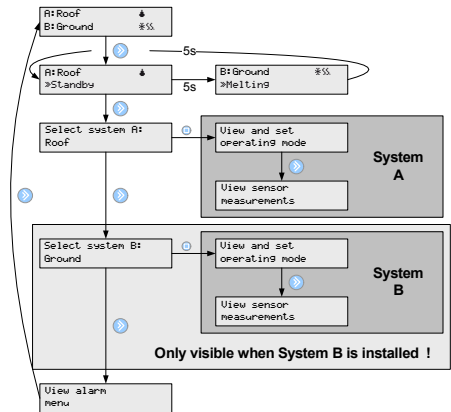 A:Roof
B:Ground
5s
A:Roof
»Standby
5s
B:Ground
»Melting
Select system A:
Roof
View and set
operating mode
System
A
View sensor
measurements
Select system B:
Ground
View and set
operating mode
System
B
View sensor
measurements
Only visible when System B is installed !
View alarm
menu